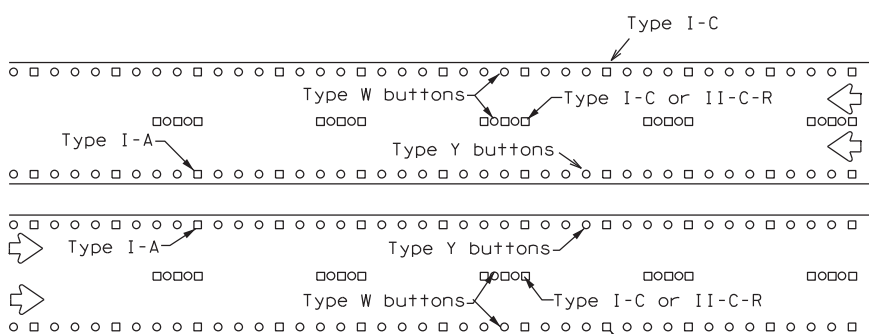 Type I-C
Type W buttons
Type I-C or II-C-R
Type I-A
Type Y buttons
Type I-A
Type Y buttons
Type W buttons
Type I-C or II-C-R